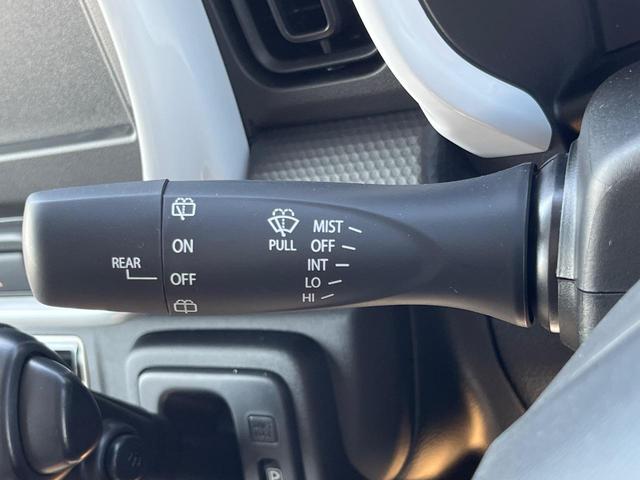 REAR
ON
OFF
PULL
MIST
OFF
INT
LO
HI
P